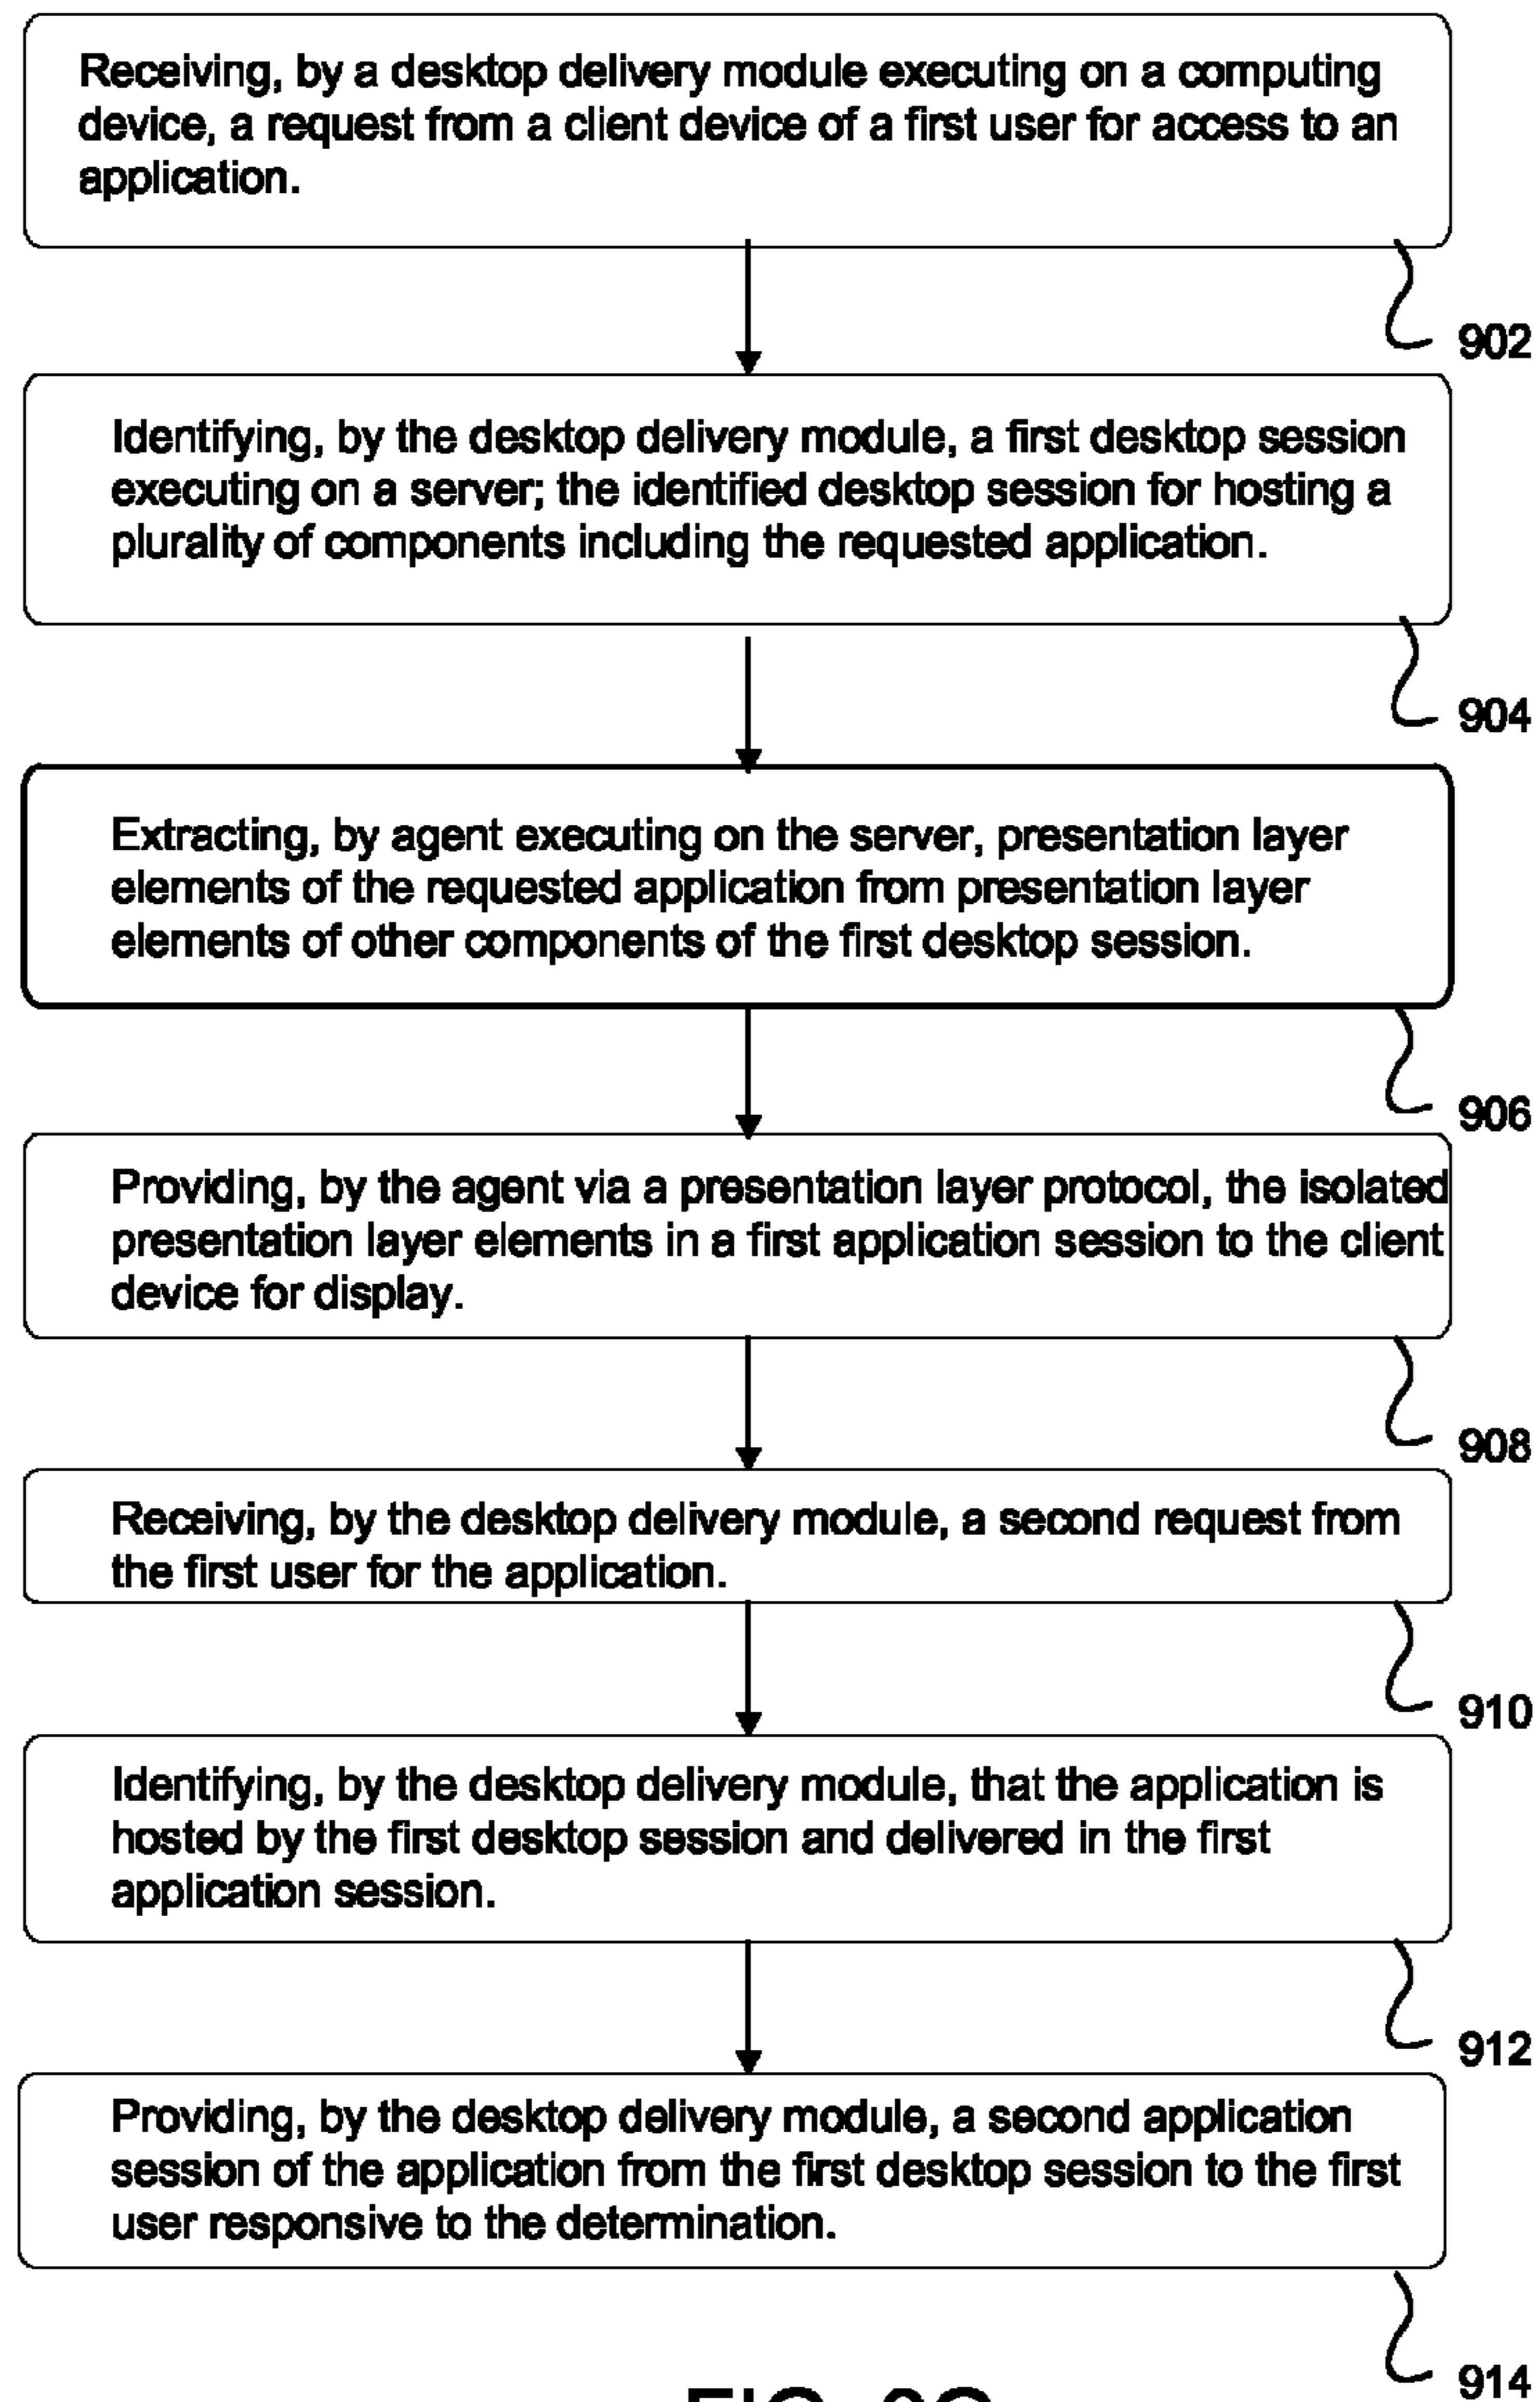 Receiving, by a desktop delivery module executing on a computing
device, a request from a client device of a first user for access to an
application.
902
Identifying, by the desktop delivery module, a first desktop session
executing on a server; the identified desktop session for hosting a
plurality of components including the requested application.
904
Extracting, by agent executing on the server, presentation layer
elements of the requested application from presentation layer
elements of other components of the first desktop session.
906
Providing, by the agent via a presentation layer protocol, the isolated
presentation layer elements in a first application session to the client
device for display.
908
Receiving, by the desktop delivery module, a second request from
the first user for the application.
910
Identifying, by the desktop delivery module, that the application is
hosted by the first desktop session and delivered in the first
application session.
912
Providing, by the desktop delivery module, a second application
session of the application from the first desktop session to the first
user responsive to the determination.
914